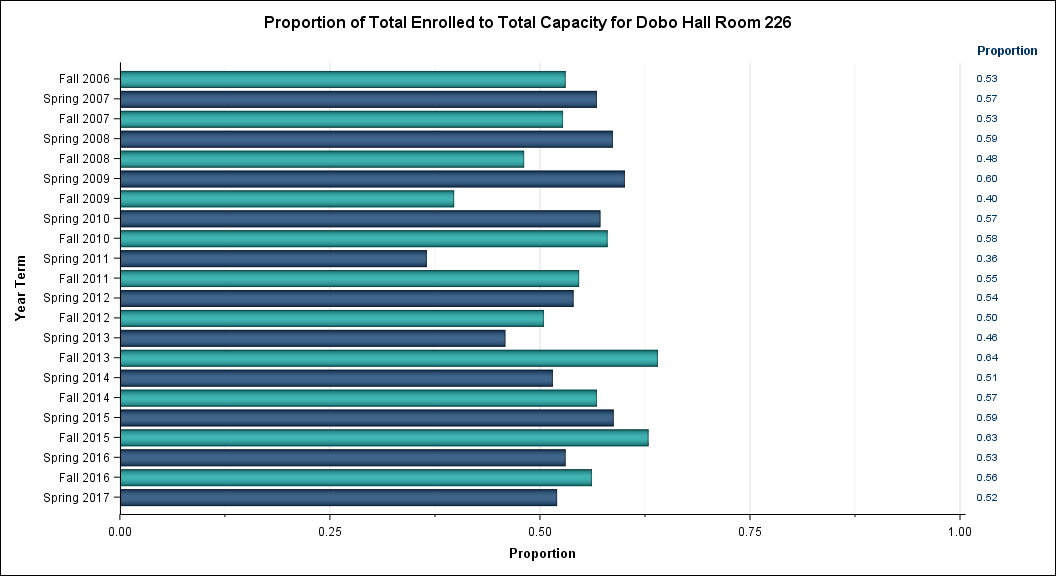 Proportion of Total Enrolled to Total Capacity for Dobo Hall Room 226
Proportion
Fall 2006 0.53
Spring 2007 0.57
Fall 2007 0.53
Spring 2008 0.59
Fall 2008 0.48
Spring 2009 0.60
Fall 2009 0.40
Spring 2010 0.57
Fall 2010 0.58
Spring 2011 0.36
Fall 2011 0.55
Spring 2012 0.54
Fall 2012 0.50
Spring 2013 0.46
Fall 2013 0.64
Spring 2014 0.51
Fall 2014 0.57
Spring 2015 0.59
Fall 2015 0.63
Spring 2016 0.53
Fall 2016 0.56
Spring 2017 0.52
Year Term
0.00 0.25 0.50 0.75 1.00
Proportion